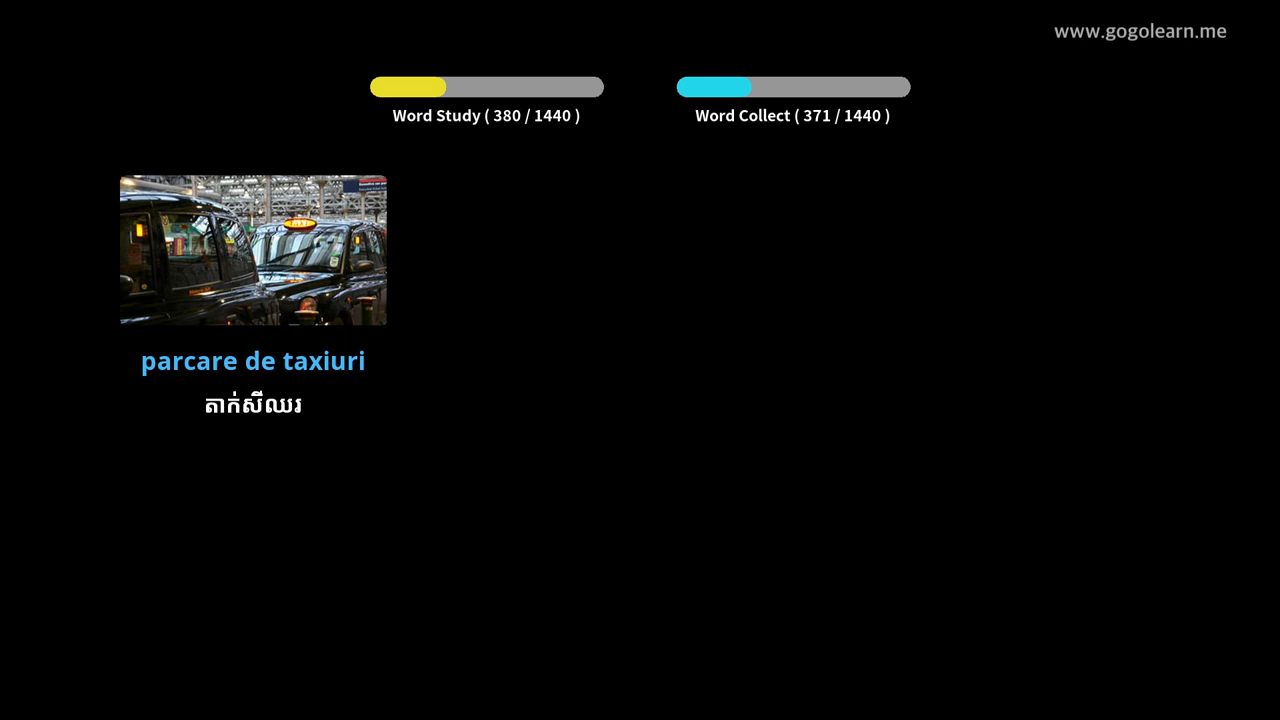 www.gogolearn.me
Word Study ( 380 / 1440 )
Word Collect ( 371 / 1440 )
TAXI
parcare de taxiuri
តាក់សីឈរ